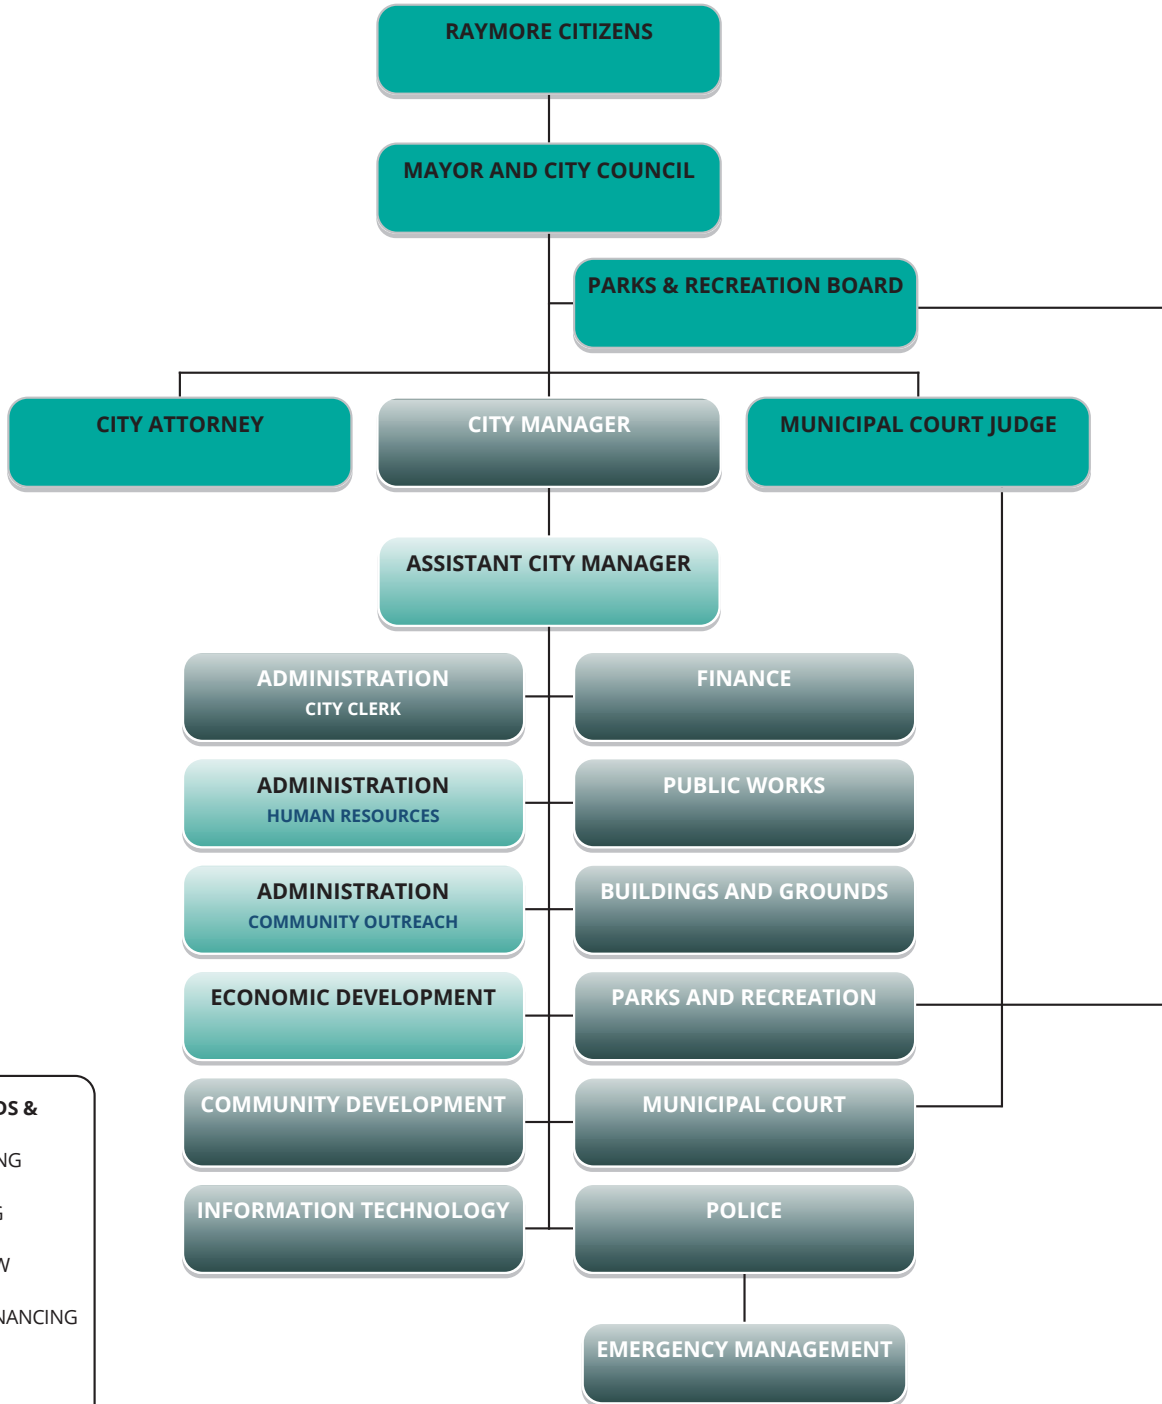 RAYMORE CITIZENS
MAYOR AND CITY COUNCIL
PARKS & RECREATION BOARD
CITY ATTORNEY
CITY MANAGER
MUNICIPAL COURT JUDGE
ASSISTANT CITY MANAGER
ADMINISTRATION
CITY CLERK
FINANCE
ADMINISTRATION
HUMAN RESOURCES
PUBLIC WORKS
ADMINISTRATION
COMMUNITY OUTREACH
BUILDINGS AND GROUNDS
ECONOMIC DEVELOPMENT
PARKS AND RECREATION
COMMUNITY DEVELOPMENT
MUNICIPAL COURT
INFORMATION TECHNOLOGY
POLICE
EMERGENCY MANAGEMENT
&